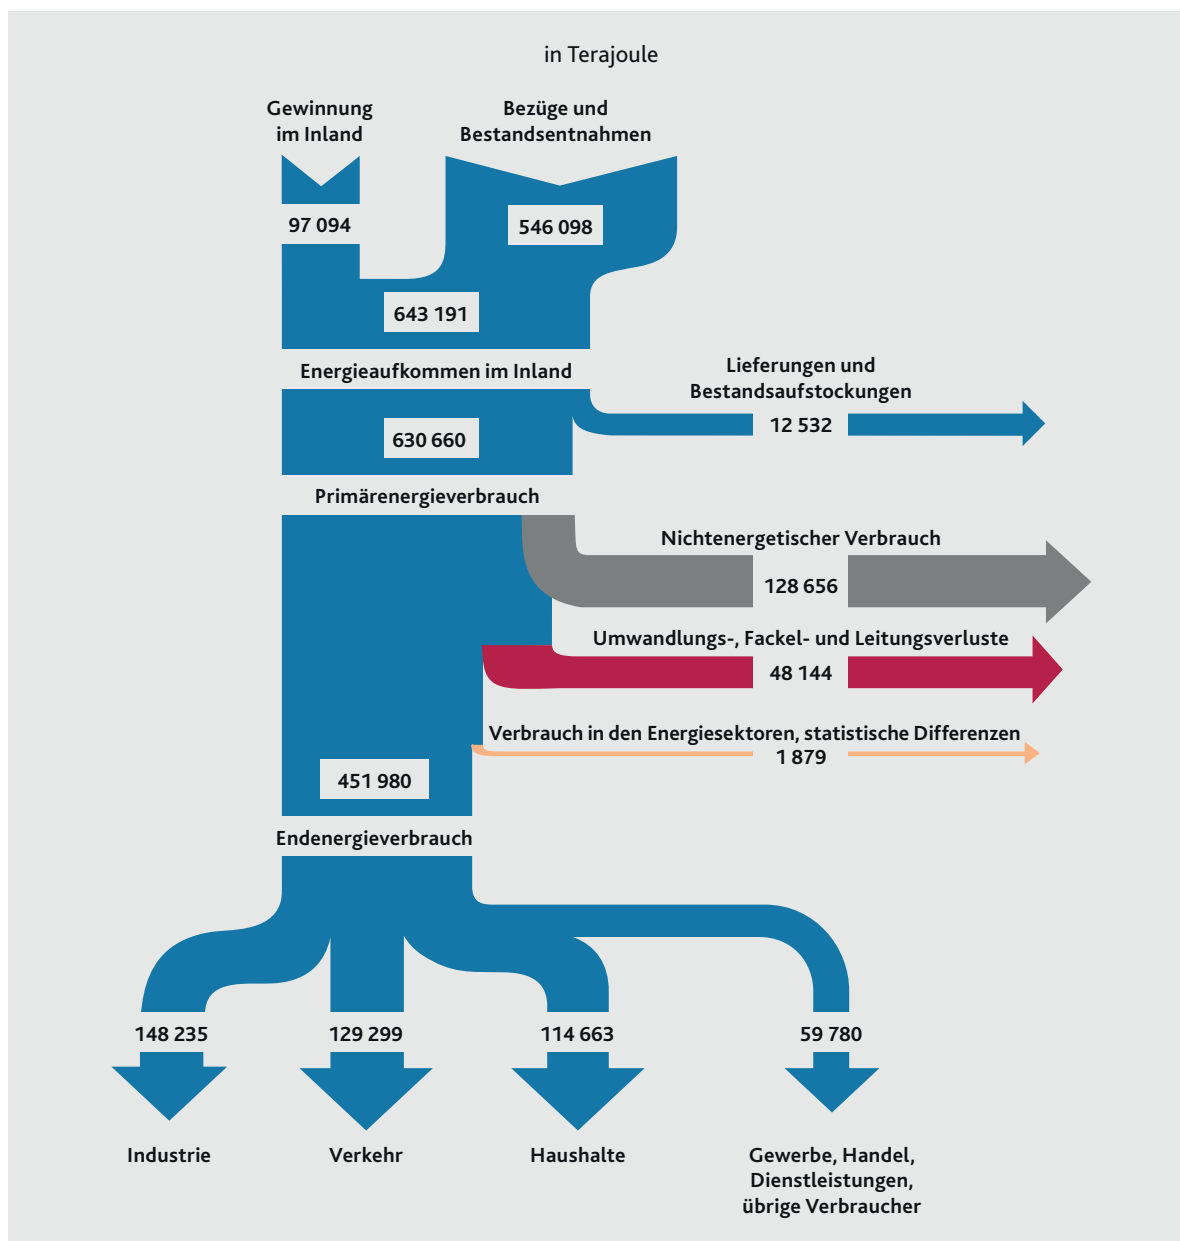 in Terajoule
Gewinnung
im Inland
Bezüge und
Bestandsentnahmen
97 094
546 098
643 191
Energieaufkommen im Inland
Lieferungen und
Bestandsaufstockungen
12 532
630 660
Primärenergieverbrauch
Nichtenergetischer Verbrauch
128 656
Umwandlungs-, Fackel- und Leitungsverluste
48 144
Verbrauch in den Energiesektoren, statistische Differenzen
1 879
451 980
Endenergieverbrauch
148 235
129 299
114 663
59 780
Industrie
Verkehr
Haushalte
Gewerbe, Handel,
Dienstleistungen,
übrige Verbraucher